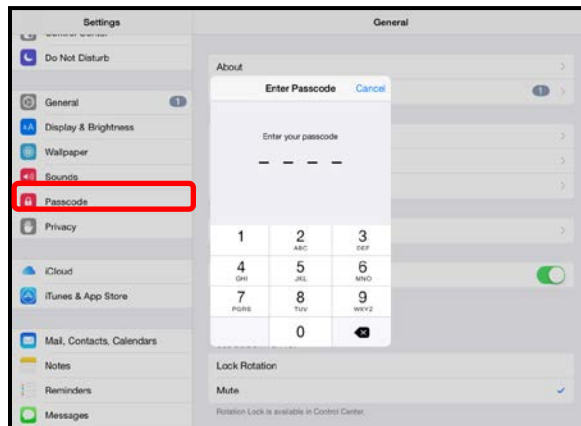 Settings
General
Do Not Disturb
General
1
Display & Brightness
Wallpaper
Sounds
Passcode
Privacy
iCloud
iTunes & App Store
Mail, Contacts, Calendars
Notes
Reminders
Messages
About
1
Enter Passcode Cancel
Enter your passcode
1 2 3
ABC DEF
4 5 6
GHI JKL MNO
7 8 9
PQRS TUV WXYZ
0
Lock Rotation
Mute
Rotation Lock is available in Control Center.